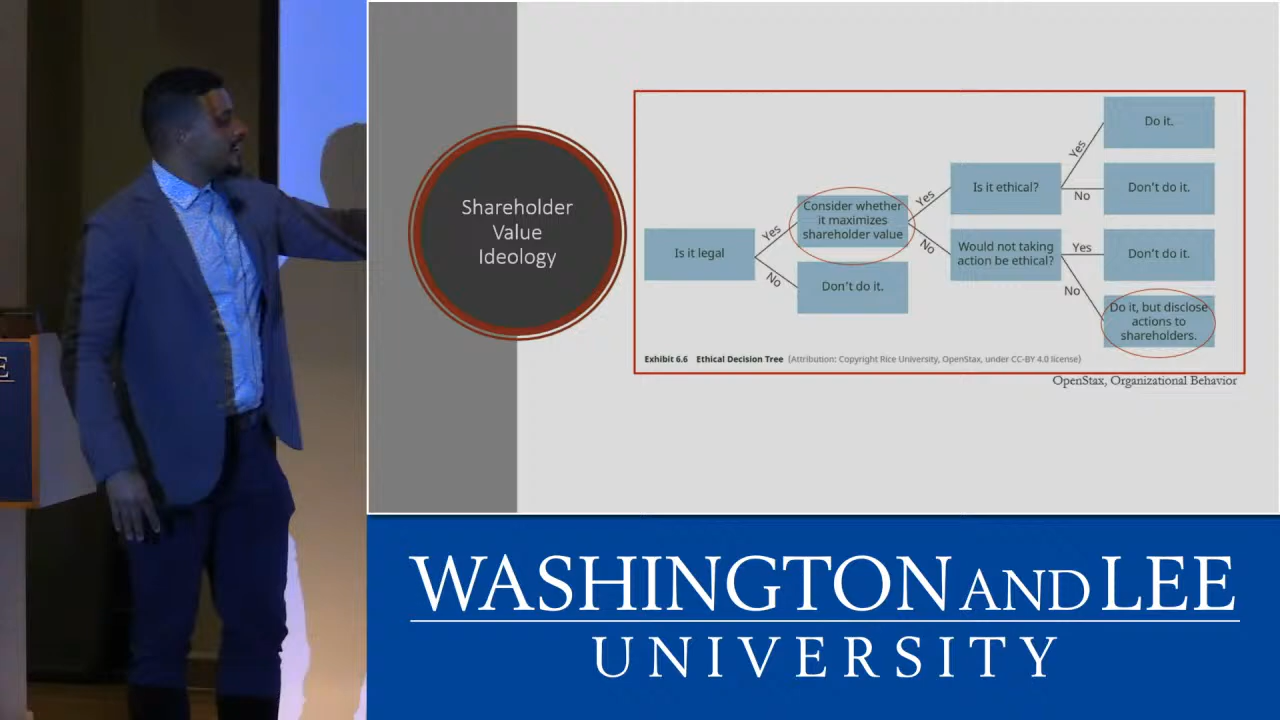 E
Shareholder
Value
Ideology
Is it legal
Yes
No
Consider whether
it maximizes
shareholder value
Don't do it.
Yes
No
Is it ethical?
Would not taking
action be ethical?
Yes
No
Yes
No
Do it.
Don't do it.
Don't do it.
Do it, but disclose
actions to
shareholders.
Exhibit 6.6 Ethical Decision Tree (Attribution: Copyright Rice University, OpenStax, under CC-BY 4.0 license)
OpenStax, Organizational Behavior
WASHINGTON AND LEE
UNIVERSITY